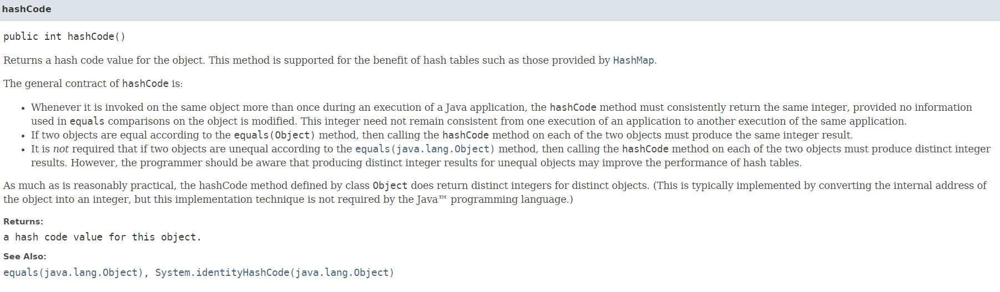 hashCode
public int hashCode()
Returns a hash code value for the object. This method is supported for the benefit of hash tables such as those provided by HashMap.
The general contract of hashCode is:
• Whenever it is invoked on the same object more than once during an execution of a Java application, the hashCode method must consistently return the same integer, provided no information
used in equals comparisons on the object is modified. This integer need not remain consistent from one execution of an application to another execution of the same application.
• If two objects are equal according to the equals(Object) method, then calling the hashCode method on each of the two objects must produce the same integer result.
• It is not required that if two objects are unequal according to the equals(java.lang.Object) method, then calling the hashCode method on each of the two objects must produce distinct integer
results. However, the programmer should be aware that producing distinct integer results for unequal objects may improve the performance of hash tables.
As much as is reasonably practical, the hashCode method defined by class Object does return distinct integers for distinct objects. (This is typically implemented by converting the internal address of
the object into an integer, but this implementation technique is not required by the Java™ programming language.)
Returns:
a hash code value for this object.
See Also:
equals(java.lang.Object), System.identityHashCode(java.lang.Object)